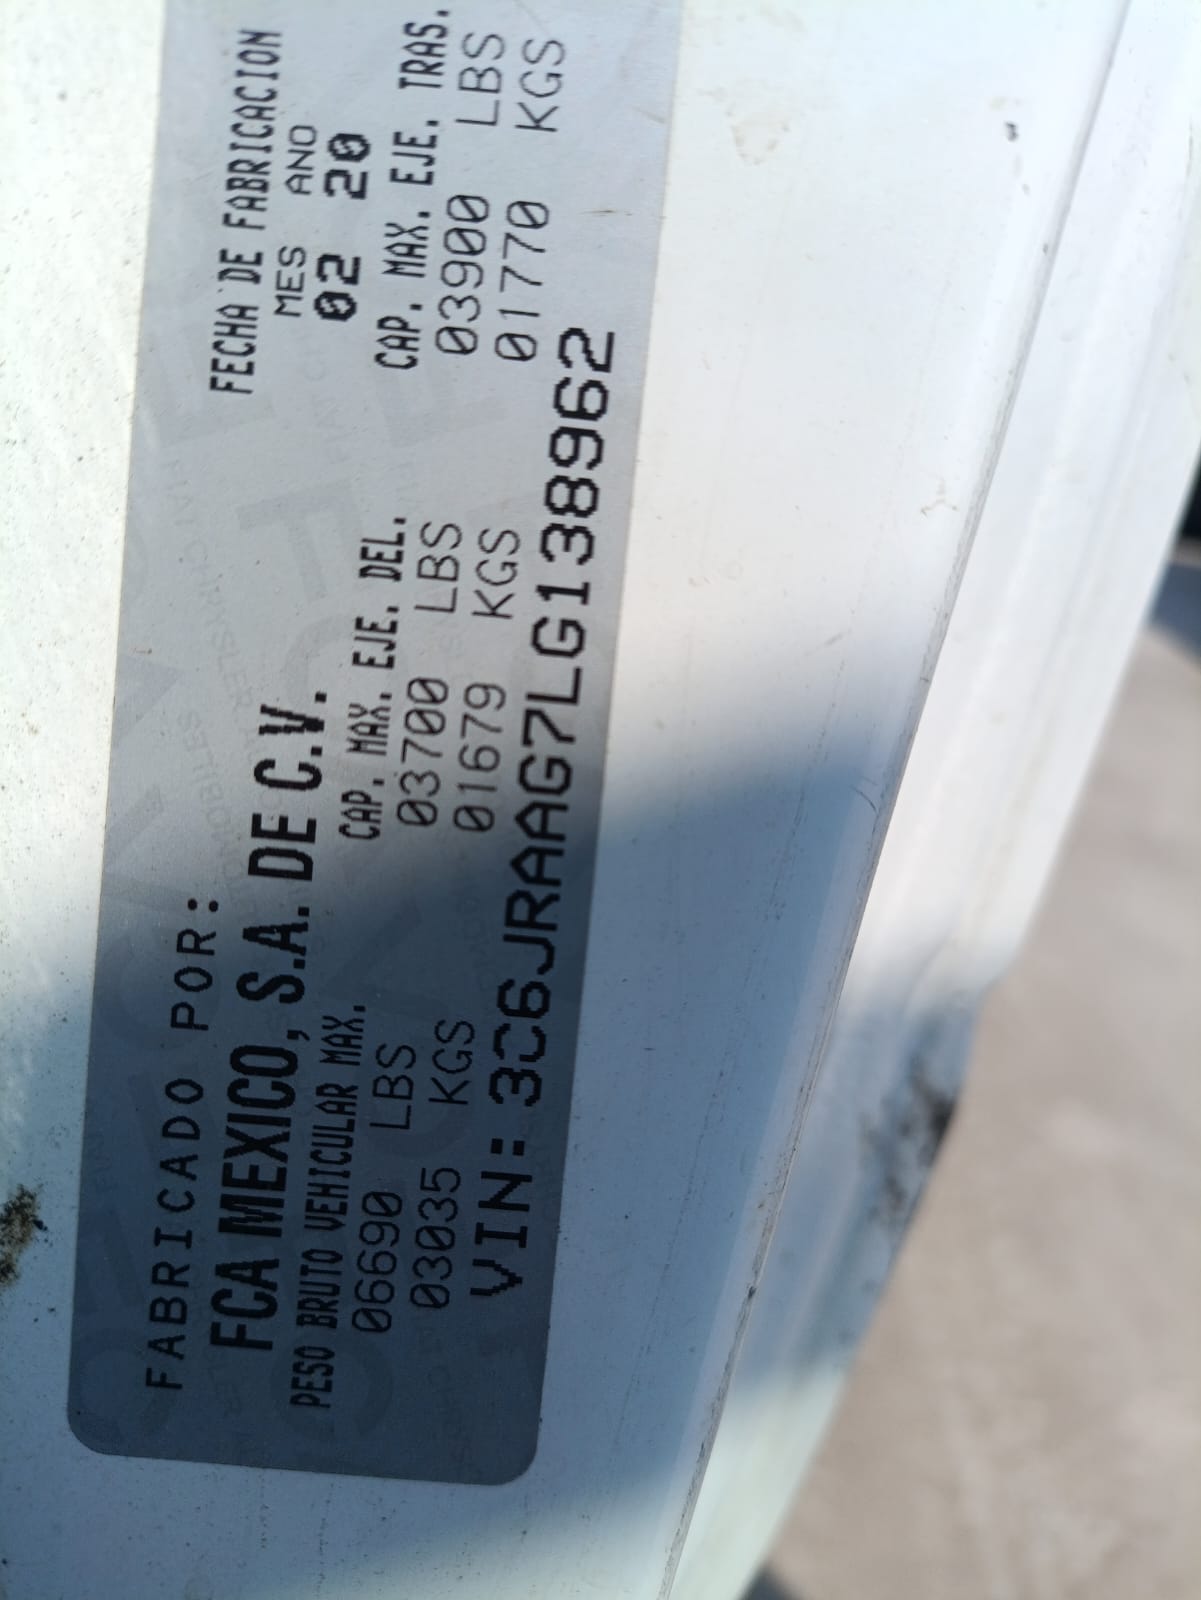 FABRICADO POR:
FECHA DE FABRICACION
MES ANO
FCA MEXICO, S.A. DE C.V.
02 20
PESO BRUTO VEHICULAR MAX. CAP. MAX. EJE. DEL. CAP. MAX. EJE. TRAS.
06690 LBS 03700 LBS 03900 LBS
03035 KGS 01679 KGS 01770 KGS
VIN: 3C6JRAAG7LG138962